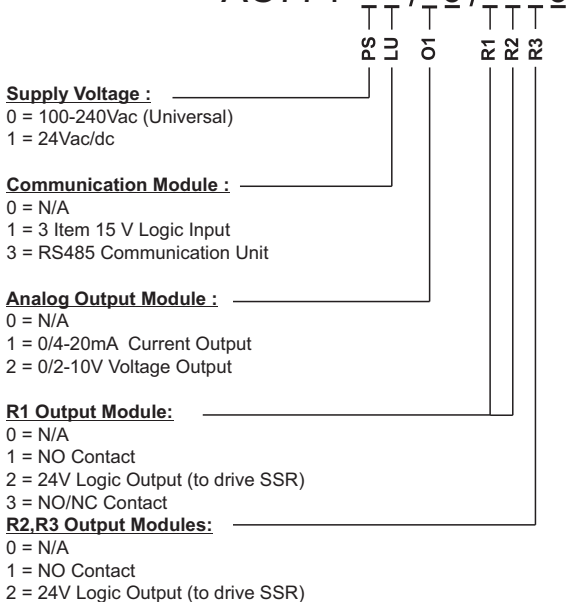 PS LU O1 R1 R2 R3
Supply Voltage :
0 = 100-240Vac (Universal)
1 = 24Vac/dc
Communication Module :
0 = N/A
1 = 3 Item 15 V Logic Input
3 = RS485 Communication Unit
Analog Output Module :
0 = N/A
1 = 0/4-20mA Current Output
2 = 0/2-10V Voltage Output
R1 Output Module:
0 = N/A
1 = NO Contact
2 = 24V Logic Output (to drive SSR)
3 = NO/NC Contact
R2,R3 Output Modules:
0 = N/A
1 = NO Contact
2 = 24V Logic Output (to drive SSR)